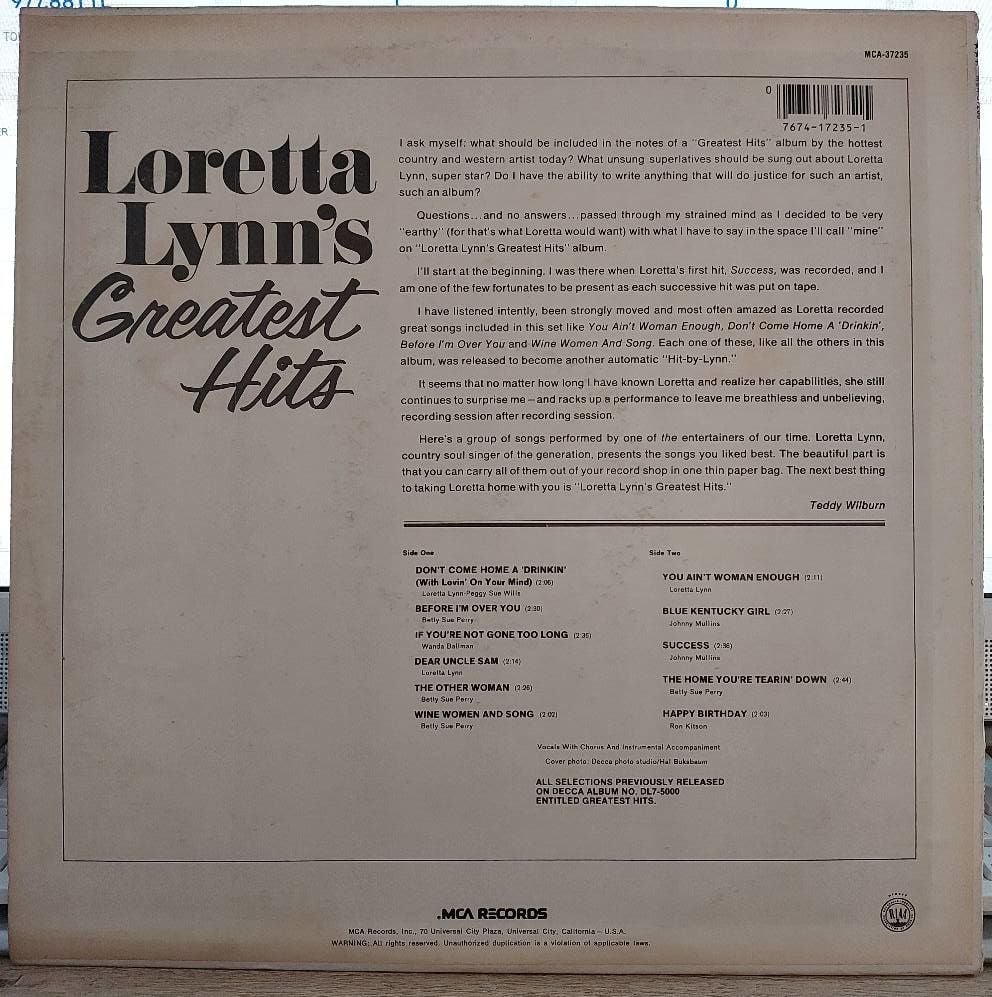 MCA-37235
0
7674-17235-1
Loretta
Lynn's
Greatest
Hits
I ask myself: what should be included in the notes of a "Greatest Hits" album by the hottest
country and western artist today? What unsung superlatives should be sung out about Loretta
Lynn, super star? Do I have the ability to write anything that will do justice for such an artist,
such an album?
Questions...and no answers...passed through my strained mind as I decided to be very
"earthy" (for that's what Loretta would want) with what I have to say in the space I'll call "mine"
on "Loretta Lynn's Greatest Hits" album.
I'll start at the beginning. I was there when Loretta's first hit, Success, was recorded, and I
am one of the few fortunates to be present as each successive hit was put on tape.
I have listened intently, been strongly moved and most often amazed as Loretta recorded
great songs included in this set like You Ain't Woman Enough, Don't Come Home A 'Drinkin',
Before I'm Over You and Wine Women And Song. Each one of these, like all the others in this
album, was released to become another automatic "Hit-by-Lynn."
It seems that no matter how long I have known Loretta and realize her capabilities, she still
continues to surprise me—and racks up a performance to leave me breathless and unbelieving,
recording session after recording session.
Here's a group of songs performed by one of the entertainers of our time. Loretta Lynn,
country soul singer of the generation, presents the songs you liked best. The beautiful part is
that you can carry all of them out of your record shop in one thin paper bag. The next best thing
to taking Loretta home with you is "Loretta Lynn's Greatest Hits."
Teddy Wilburn
Side One
DON'T COME HOME A 'DRINKIN'
(With Lovin' On Your Mind) (2:06)
Loretta Lynn-Peggy Sue Wills
BEFORE I'M OVER YOU (2:30)
Betty Sue Perry
IF YOU'RE NOT GONE TOO LONG (2:35)
Wanda Ballman
DEAR UNCLE SAM (2:14)
Loretta Lynn
THE OTHER WOMAN (2:26)
Betty Sue Perry
WINE WOMEN AND SONG (2:02)
Betty Sue Perry
Side Two
YOU AIN'T WOMAN ENOUGH (2:11)
Loretta Lynn
BLUE KENTUCKY GIRL (2:27)
Johnny Mullins
SUCCESS (2:36)
Johnny Mullins
THE HOME YOU'RE TEARIN' DOWN (2:44)
Betty Sue Perry
HAPPY BIRTHDAY (2:03)
Ron Kitson
Vocals With Chorus And Instrumental Accompaniment
Cover photo: Decca photo studio/Hal Buksbaum
ALL SELECTIONS PREVIOUSLY RELEASED
ON DECCA ALBUM NO. DL7-5000
ENTITLED GREATEST HITS.
.MCA RECORDS
MCA Records, Inc., 70 Universal City Plaza, Universal City, California — U.S.A.
WARNING: All rights reserved. Unauthorized duplication is a violation of applicable laws.
RIAA